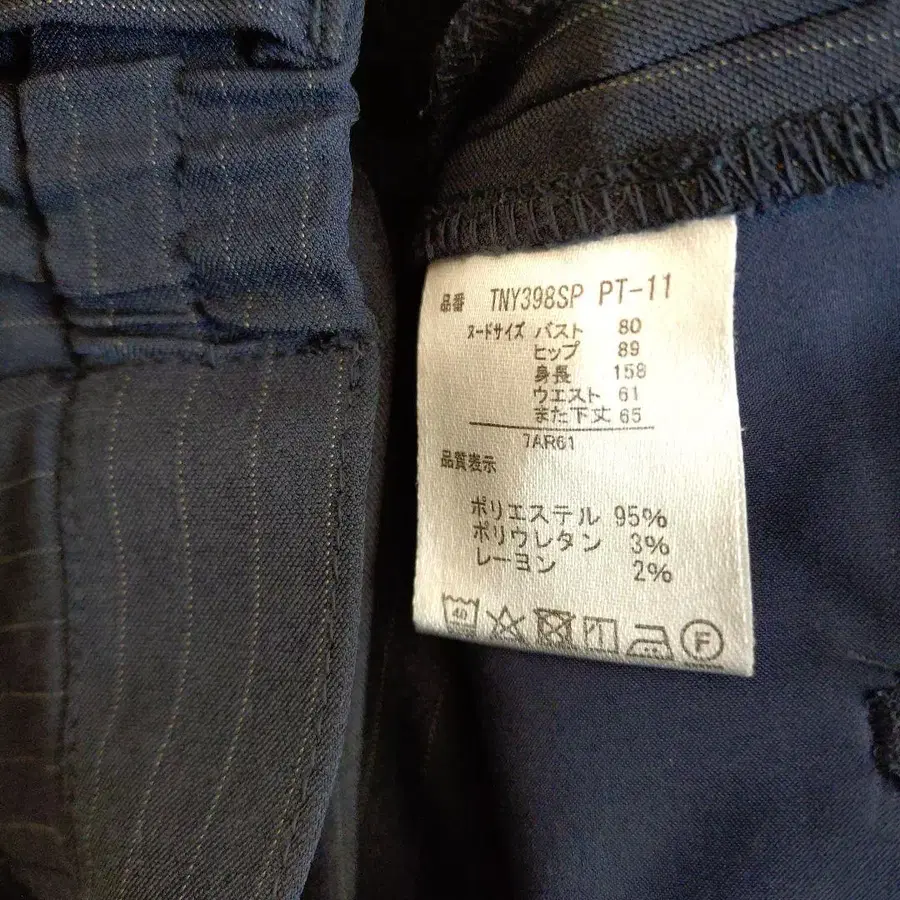 品番 TNY398SP PT-11
ヌードサイズ バスト 80
ヒップ 89
身長 158
ウエスト 61
また下丈 65
7AR61
品質表示
ポリエステル 95%
ポリウレタン 3%
レーヨン 2%
40 F